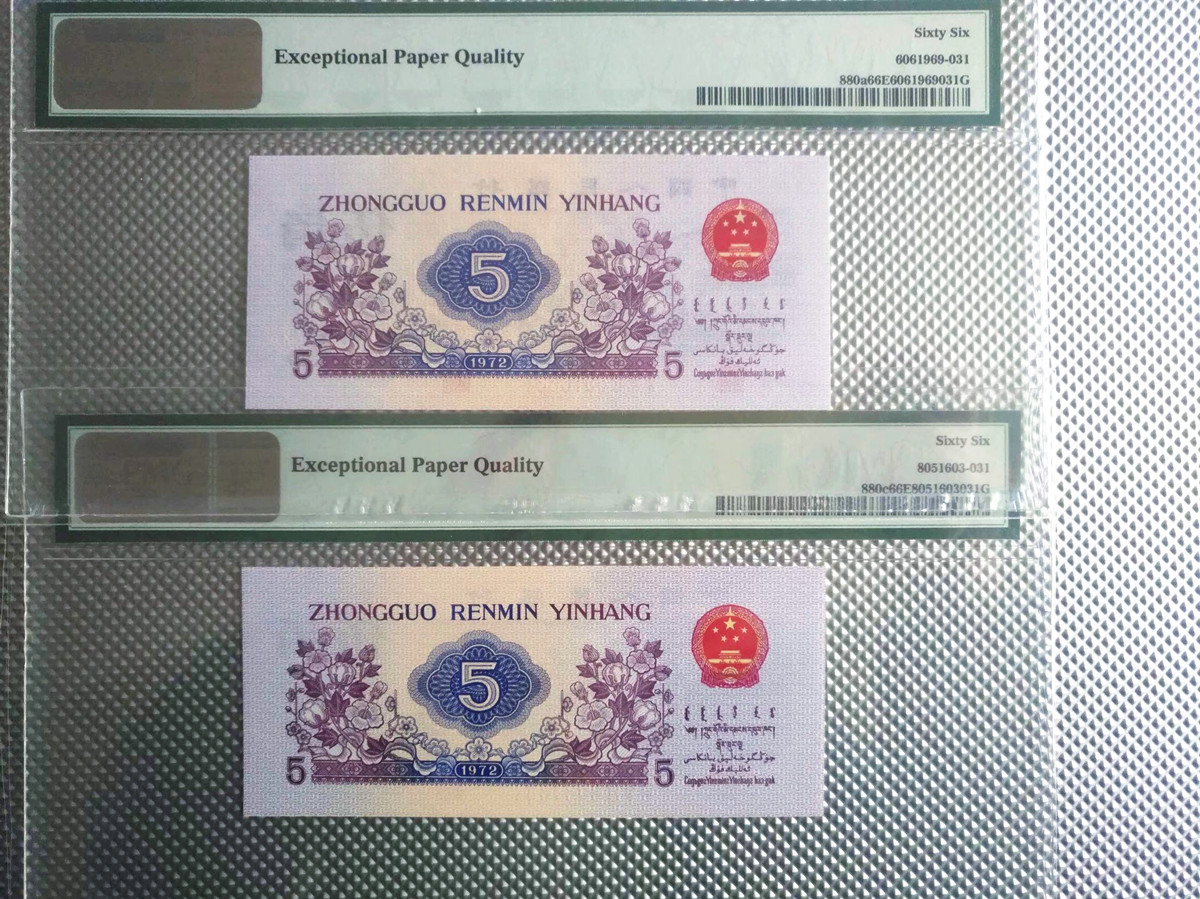 Exceptional Paper Quality
Sixty Six
6061969-031
880a66E6061969031G
ZHONGGUO RENMIN YINHANG
5
1972
5
5
Exceptional Paper Quality
Sixty Six
8051603-031
880c66E8051603031G
ZHONGGUO RENMIN YINHANG
5
1972
5
5